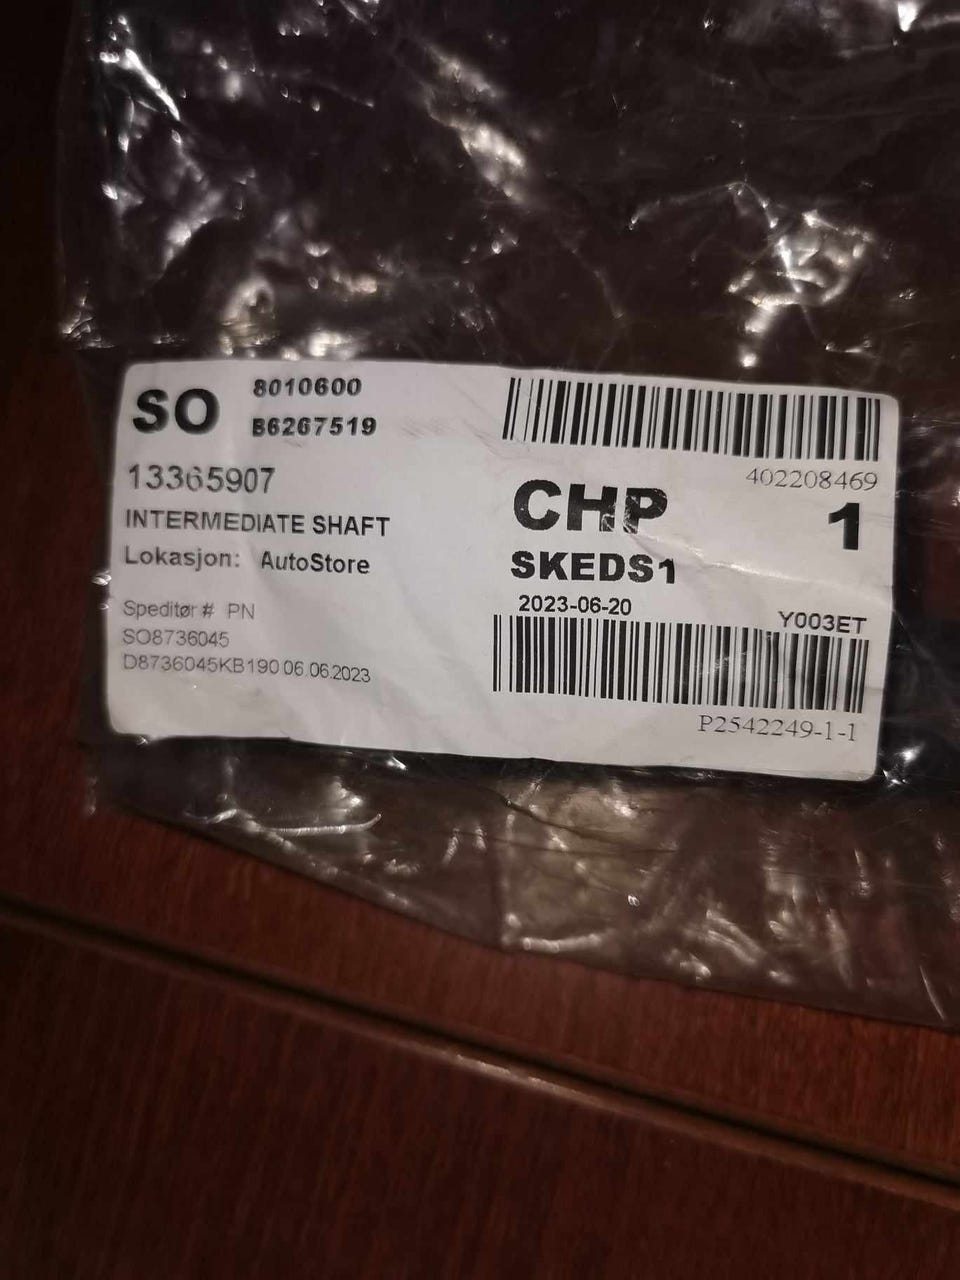 SO
8010600
B6267519
13365907
INTERMEDIATE SHAFT
Lokasjon: AutoStore
Speditør # PN
SO8736045
D8736045KB190 06.06.2023
402208469
CHP 1
SKEDS1
2023-06-20
Y003ET
P2542249-1-1